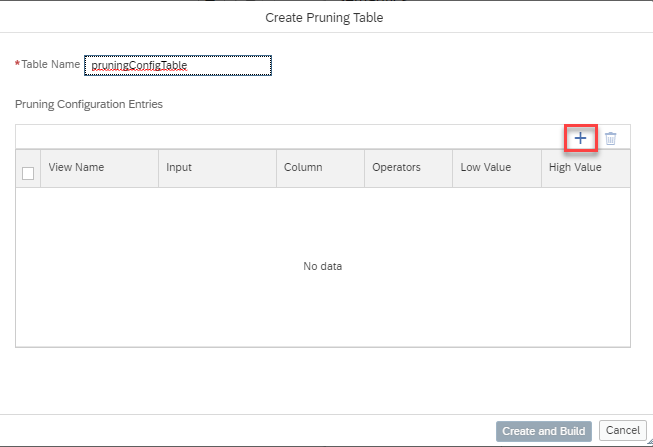 Create Pruning Table
*Table Name pruningConfigTable
Pruning Configuration Entries
View Name Input Column Operators Low Value High Value
No data
Create and Build Cancel